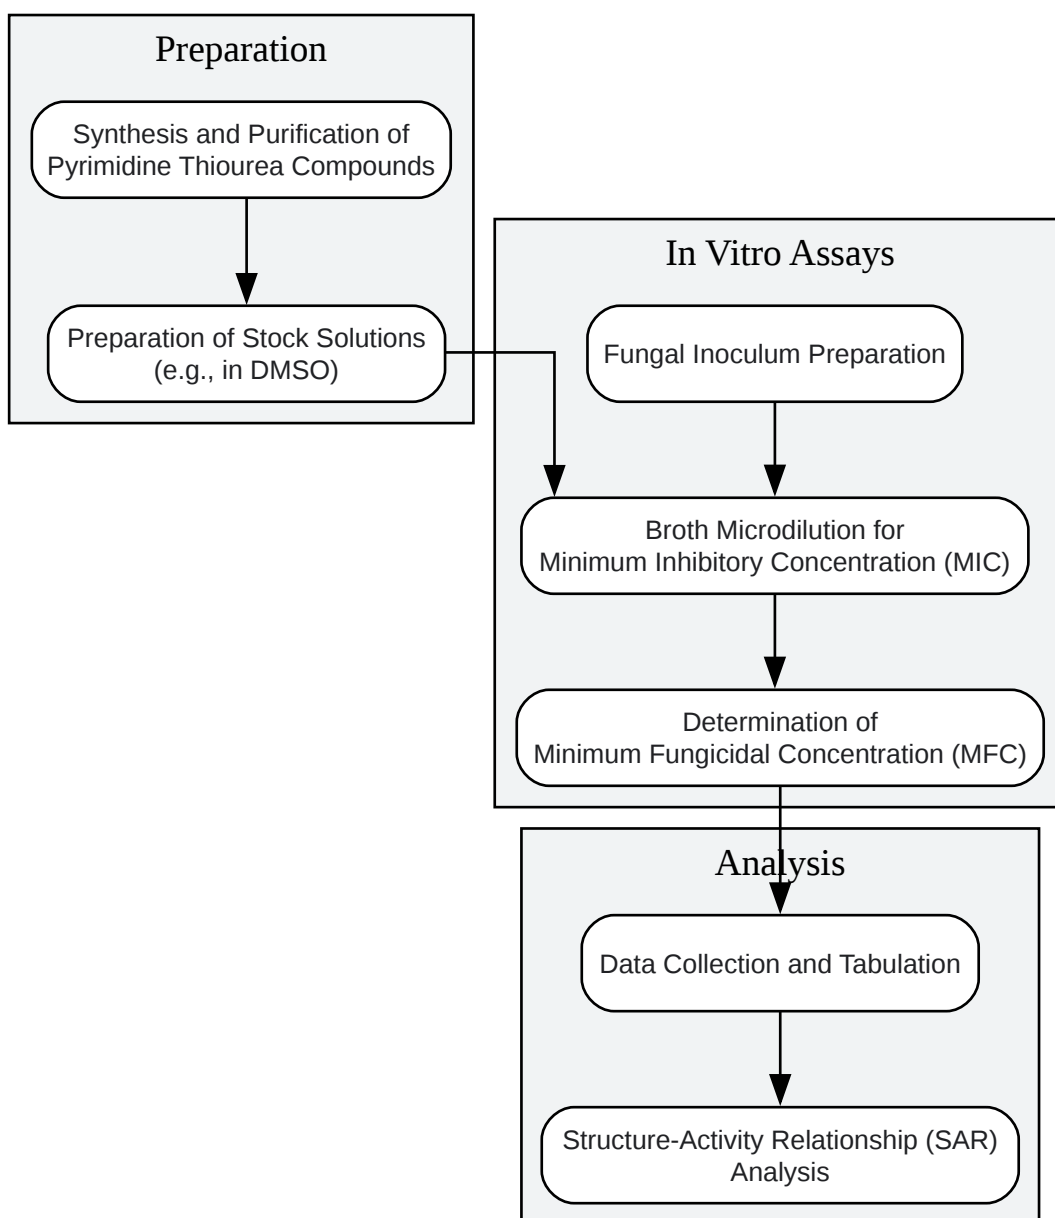 Preparation
Synthesis and Purification of
Pyrimidine Thiourea Compounds
Preparation of Stock Solutions
(e.g., in DMSO)
In Vitro Assays
Fungal Inoculum Preparation
Broth Microdilution for
Minimum Inhibitory Concentration (MIC)
Determination of
Minimum Fungicidal Concentration (MFC)
Analysis
Data Collection and Tabulation
Structure-Activity Relationship (SAR)
Analysis